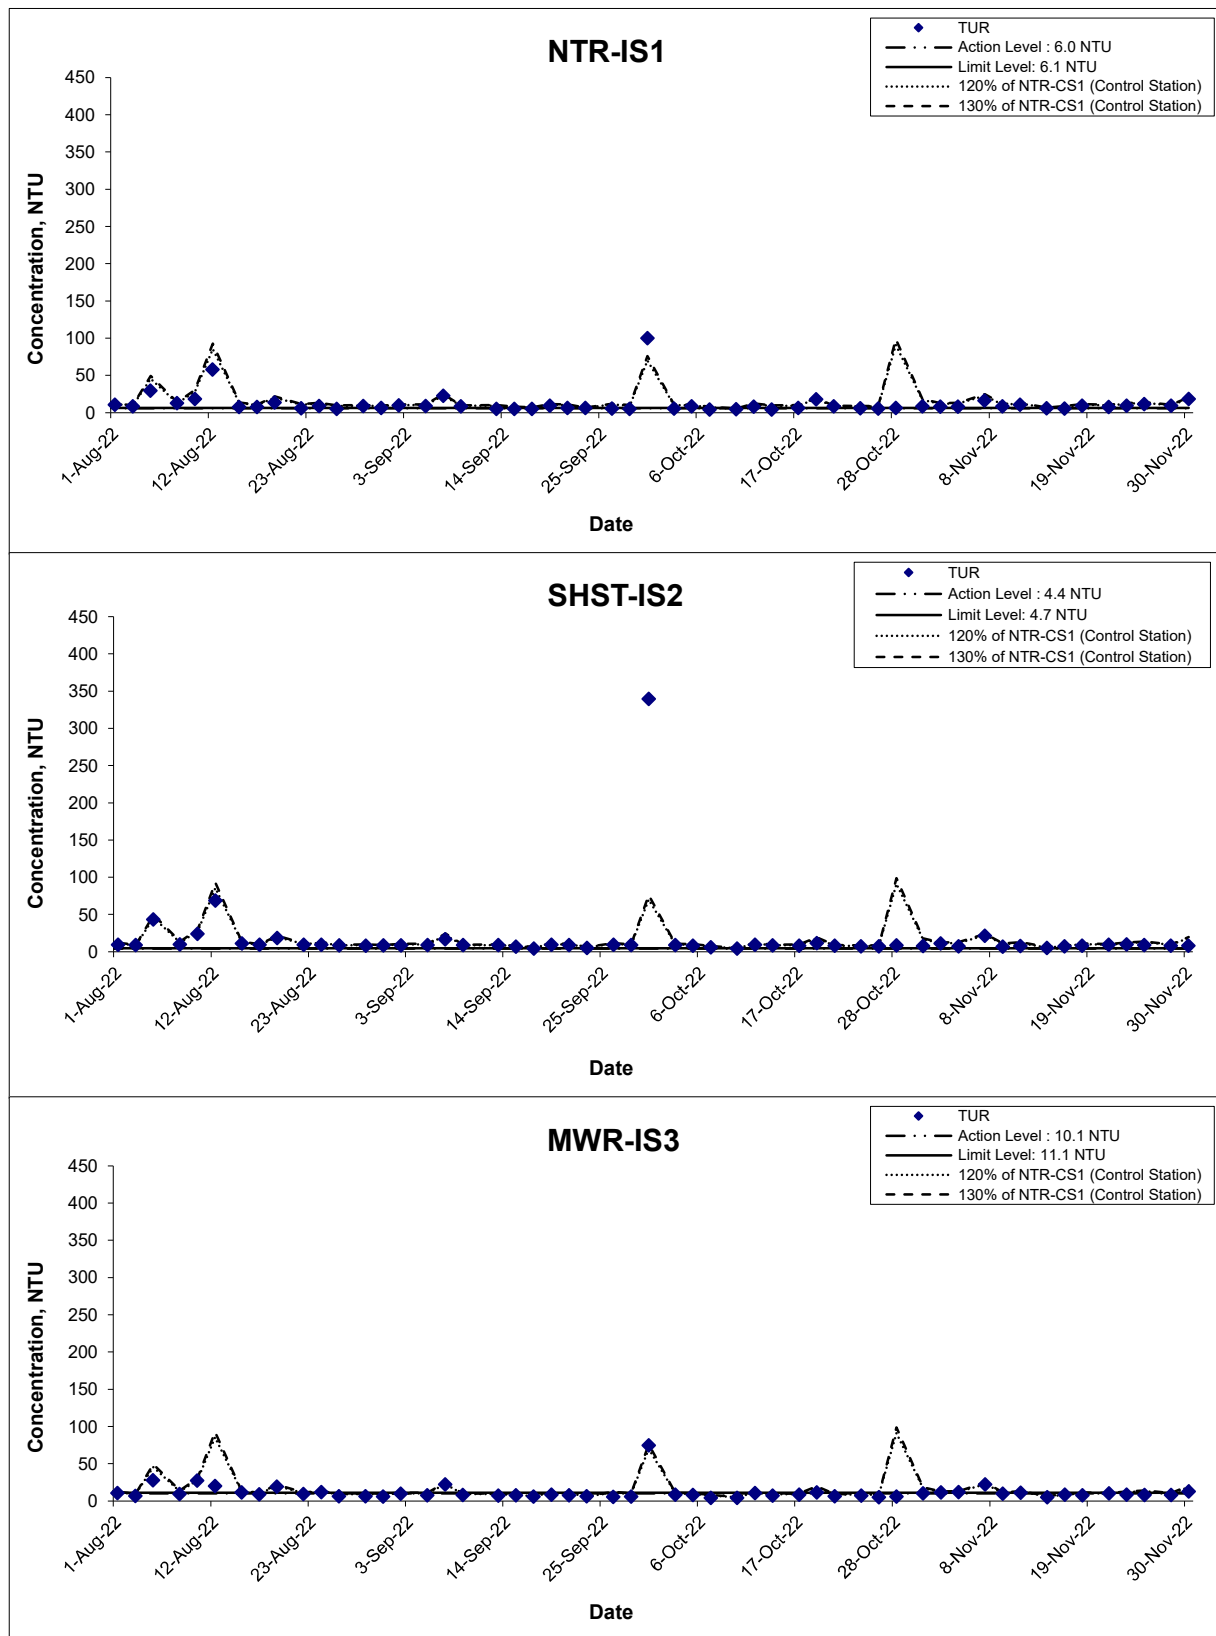 NTR-IS1
TUR
Action Level : 6.0 NTU
Limit Level: 6.1 NTU
120% of NTR-CS1 (Control Station)
130% of NTR-CS1 (Control Station)
Concentration, NTU
450
400
350
300
250
200
150
100
50
0
1-Aug-22
12-Aug-22
23-Aug-22
3-Sep-22
14-Sep-22
25-Sep-22
6-Oct-22
17-Oct-22
28-Oct-22
8-Nov-22
19-Nov-22
30-Nov-22
Date
SHST-IS2
TUR
Action Level : 4.4 NTU
Limit Level: 4.7 NTU
120% of NTR-CS1 (Control Station)
130% of NTR-CS1 (Control Station)
Concentration, NTU
450
400
350
300
250
200
150
100
50
0
1-Aug-22
12-Aug-22
23-Aug-22
3-Sep-22
14-Sep-22
25-Sep-22
6-Oct-22
17-Oct-22
28-Oct-22
8-Nov-22
19-Nov-22
30-Nov-22
Date
MWR-IS3
TUR
Action Level : 10.1 NTU
Limit Level: 11.1 NTU
120% of NTR-CS1 (Control Station)
130% of NTR-CS1 (Control Station)
Concentration, NTU
450
400
350
300
250
200
150
100
50
0
1-Aug-22
12-Aug-22
23-Aug-22
3-Sep-22
14-Sep-22
25-Sep-22
6-Oct-22
17-Oct-22
28-Oct-22
8-Nov-22
19-Nov-22
30-Nov-22
Date